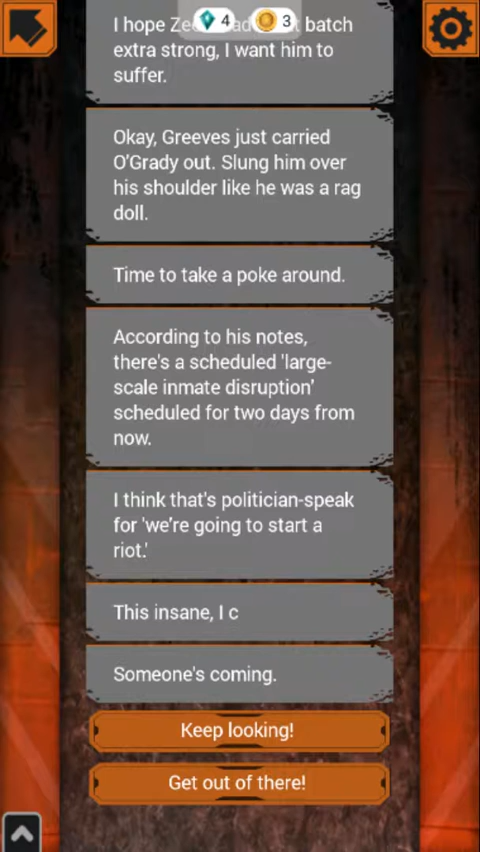 4 3
I hope Ze batch
extra strong, I want him to
suffer.
Okay, Greeves just carried
O'Grady out. Slung him over
his shoulder like he was a rag
doll.
Time to take a poke around.
According to his notes,
there's a scheduled 'large-
scale inmate disruption'
scheduled for two days from
now.
I think that's politician-speak
for 'we're going to start a
riot.'
This insane, I c
Someone's coming.
Keep looking!
Get out of there!